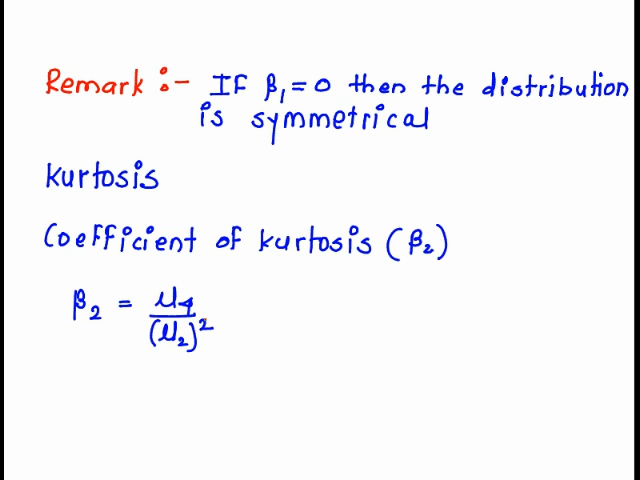 Remark :- If β₁ = 0 then the distribution
is symmetrical
kurtosis
Coefficient of kurtosis (β₂)
β₂ = μ₄ / (μ₂)²